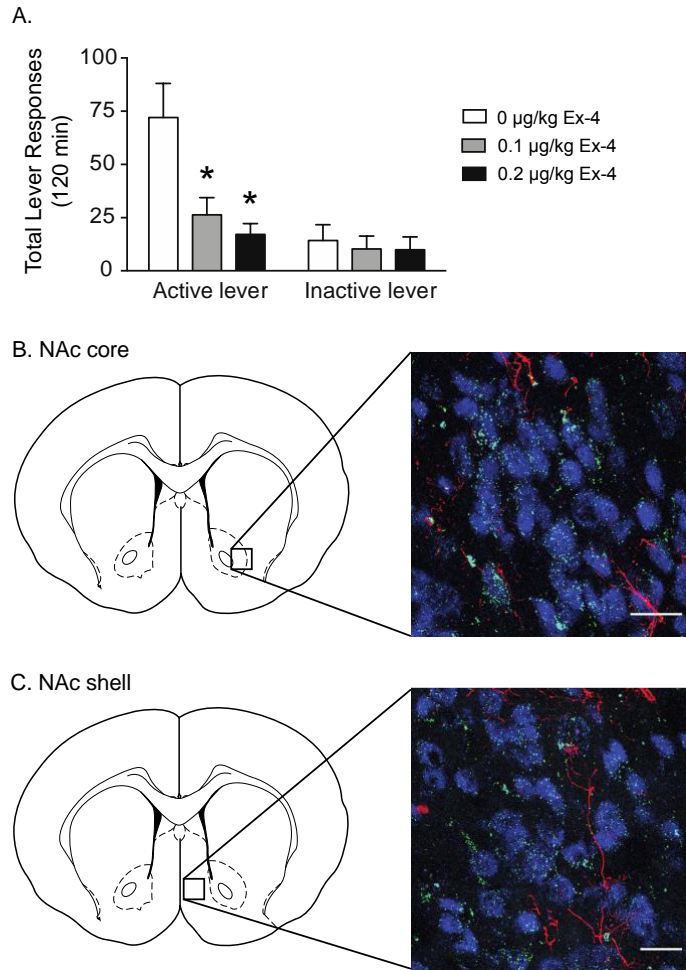 A.
Total Lever Responses
(120 min)
100
75
50
25
0
*
*
Active lever
Inactive lever
0 µg/kg Ex-4
0.1 µg/kg Ex-4
0.2 µg/kg Ex-4
B. NAc core
C. NAc shell